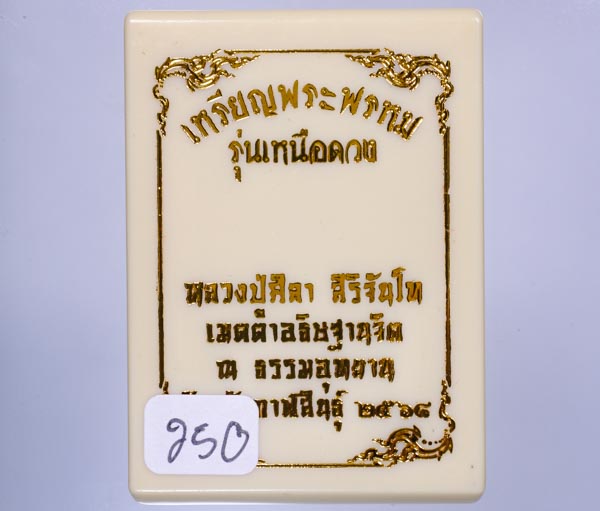 เหรียญพระพรหม
รุ่นเหนือดวง
หลวงปู่ศิลา สิริจันโท
เมตตาอธิษฐานจิต
ณ ธรรมอุทยาน
กาฬสินธุ์ ๒๕๖๘
250